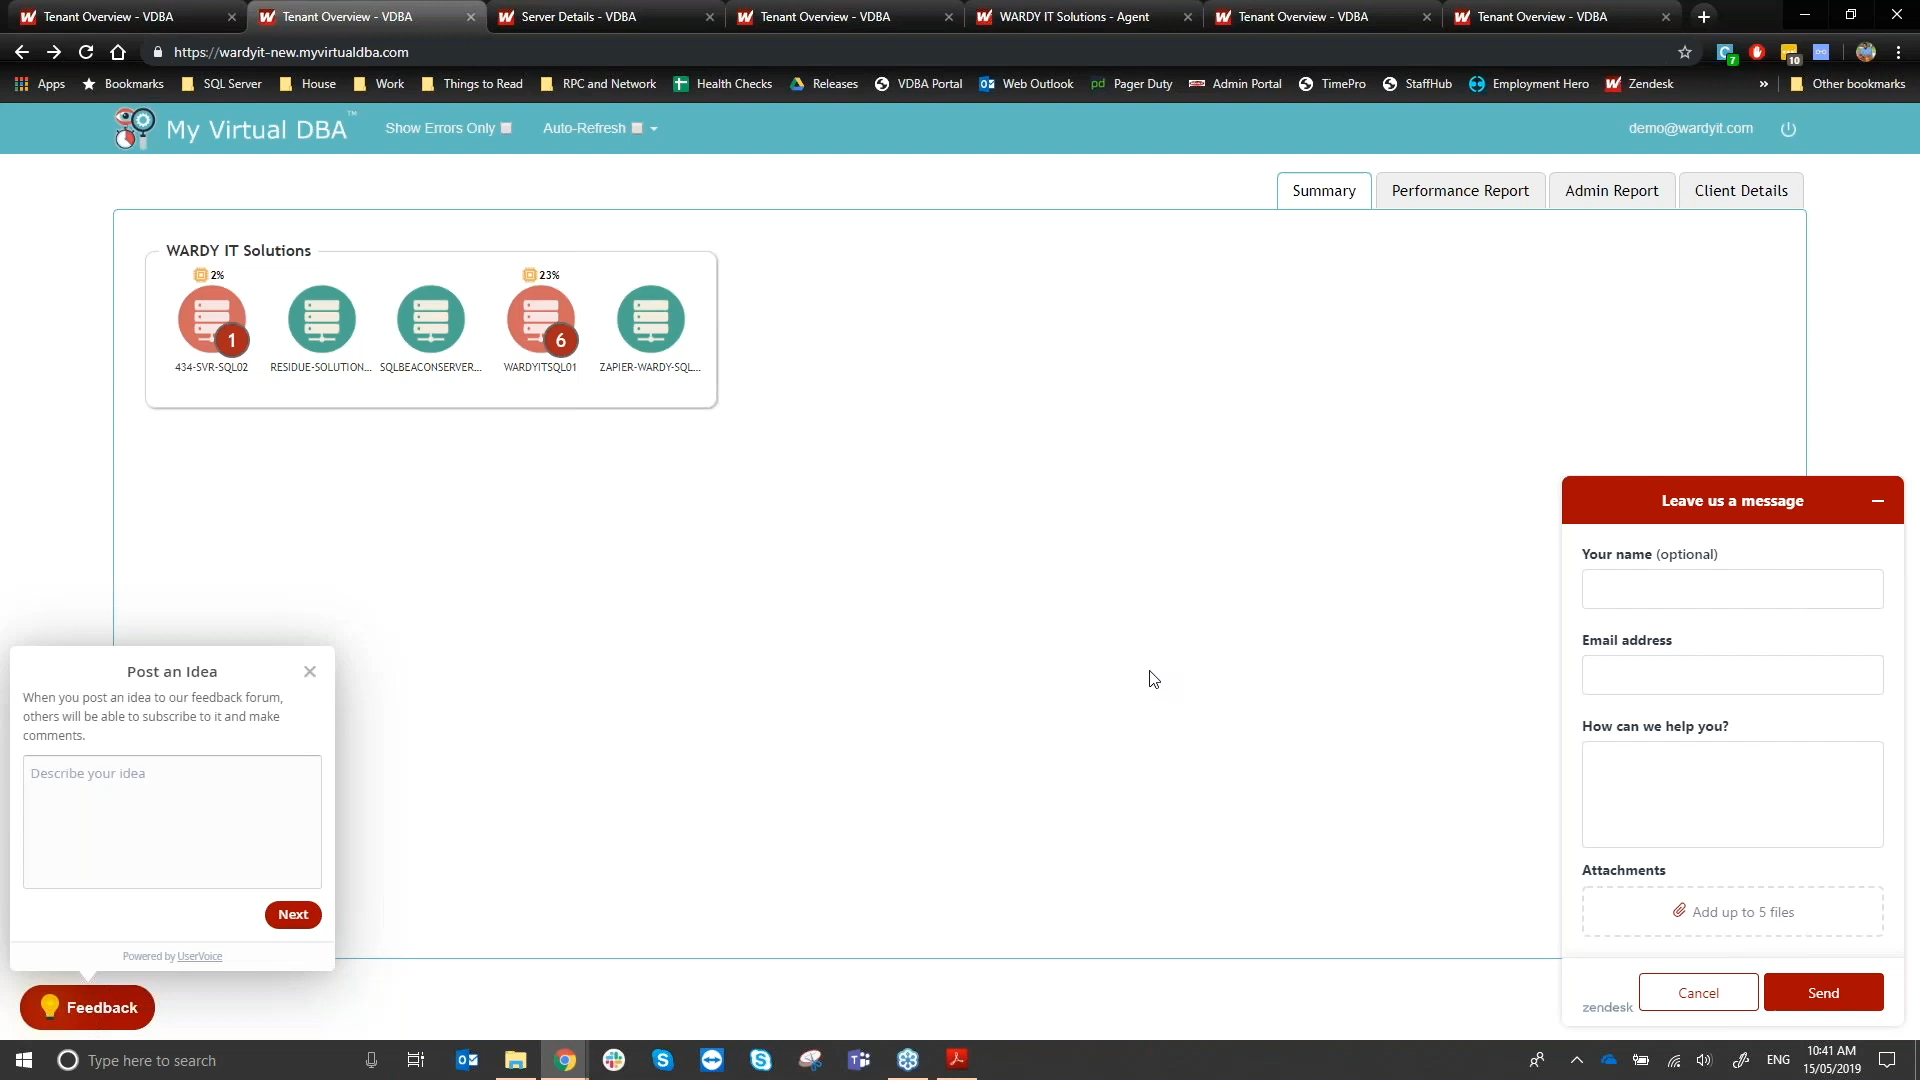 Tenant Overview - VDBA
Tenant Overview - VDBA
Server Details - VDBA
Tenant Overview - VDBA
WARDY IT Solutions - Agent
Tenant Overview - VDBA
Tenant Overview - VDBA
https://wardyit-new.myvirtualdba.com
7
10
Apps
Bookmarks
SQL Server
House
Work
Things to Read
RPC and Network
Health Checks
Releases
VDBA Portal
Web Outlook
pd Pager Duty
Admin Portal
TimePro
StaffHub
Employment Hero
Zendesk
» Other bookmarks
My Virtual DBA™
Show Errors Only
Auto-Refresh
demo@wardyit.com
Summary
Performance Report
Admin Report
Client Details
WARDY IT Solutions
2%
23%
1
6
434-SVR-SQL02
RESIDUE-SOLUTION...
SQLBEACONSERVER...
WARDYITSQL01
ZAPIER-WARDY-SQL...
Leave us a message
Your name (optional)
Email address
How can we help you?
Attachments
Add up to 5 files
zendesk
Cancel
Send
Post an Idea
When you post an idea to our feedback forum,
others will be able to subscribe to it and make
comments.
Describe your idea
Next
Powered by UserVoice
Feedback
Type here to search
ENG
10:41 AM
15/05/2019